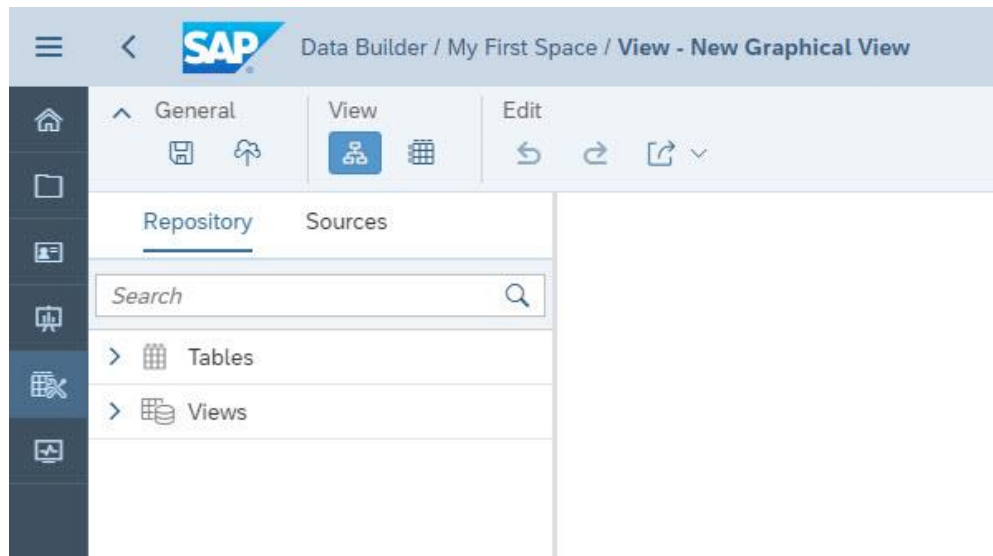 SAP Data Builder / My First Space / View - New Graphical View
General View Edit
Repository Sources
Search
Tables
Views